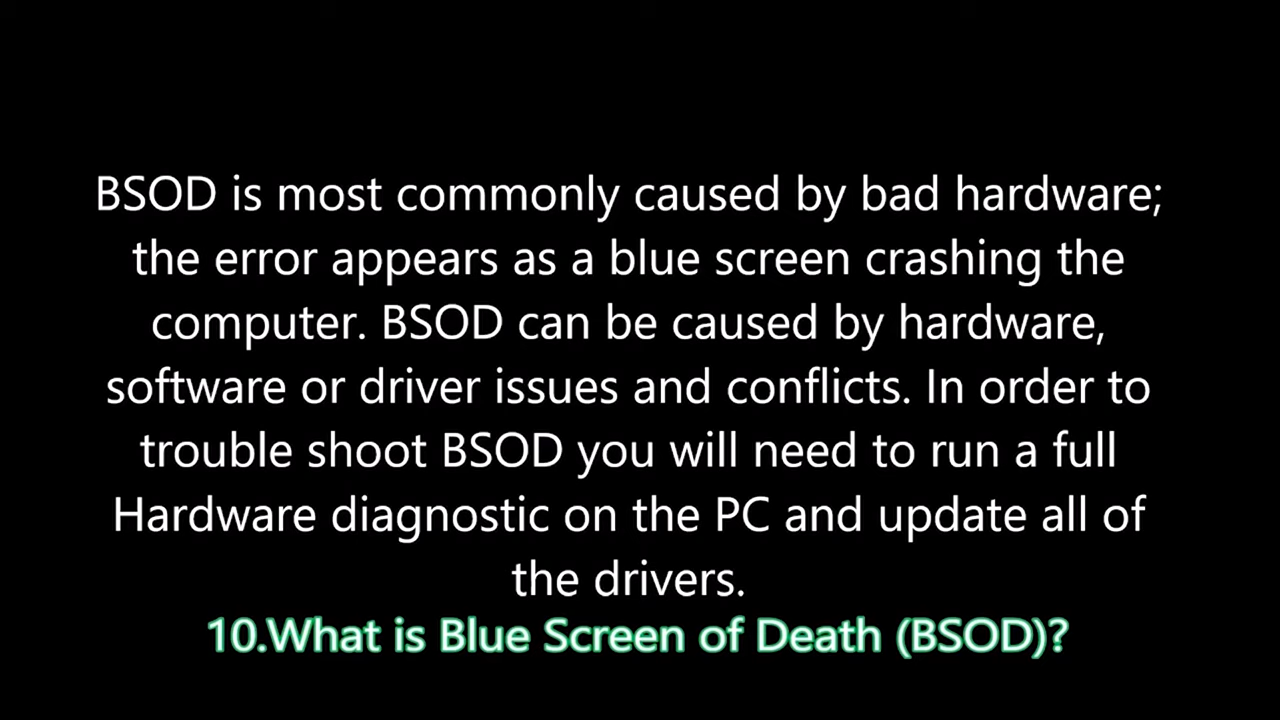 BSOD is most commonly caused by bad hardware;
the error appears as a blue screen crashing the
computer. BSOD can be caused by hardware,
software or driver issues and conflicts. In order to
trouble shoot BSOD you will need to run a full
Hardware diagnostic on the PC and update all of
the drivers.
10.What is Blue Screen of Death (BSOD)?